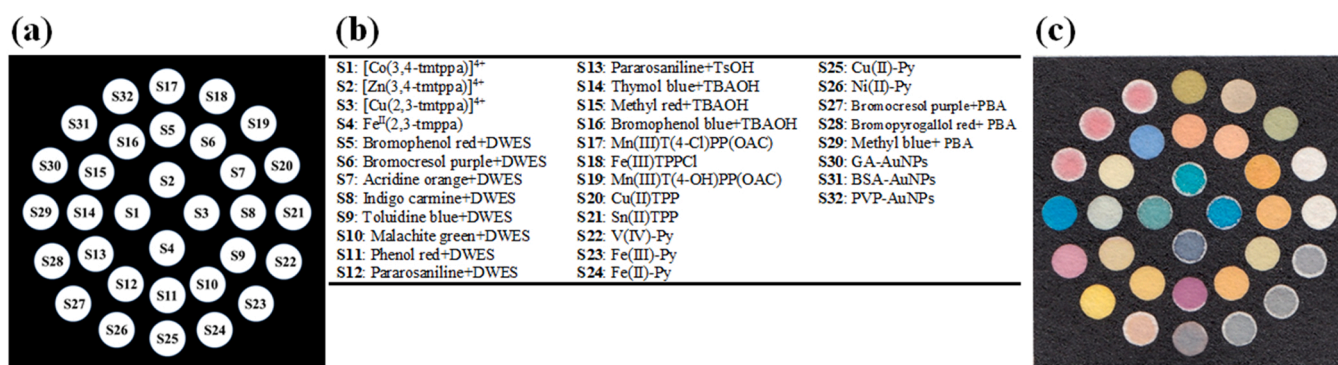 (a)
(b)
(c)
S17
S32
S18
S31
S5
S19
S16
S6
S30
S2
S20
S15
S7
S29
S14
S1
S3
S8
S21
S4
S28
S13
S9
S22
S12
S11
S10
S27
S23
S26
S25
S24
S1: [Co(3,4-tmtppa)]4+
S2: [Zn(3,4-tmtppa)]4+
S3: [Cu(2,3-tmtppa)]4+
S4: FeII(2,3-tmppa)
S5: Bromophenol red+DWES
S6: Bromocresol purple+DWES
S7: Acridine orange+DWES
S8: Indigo carmine+DWES
S9: Toluidine blue+DWES
S10: Malachite green+DWES
S11: Phenol red+DWES
S12: Pararosaniline+DWES
S13: Pararosaniline+TsOH
S14: Thymol blue+TBAOH
S15: Methyl red+TBAOH
S16: Bromophenol blue+TBAOH
S17: Mn(III)T(4-Cl)PP(OAC)
S18: Fe(III)TPPCl
S19: Mn(III)T(4-OH)PP(OAC)
S20: Cu(II)TPP
S21: Sn(II)TPP
S22: V(IV)-Py
S23: Fe(III)-Py
S24: Fe(II)-Py
S25: Cu(II)-Py
S26: Ni(II)-Py
S27: Bromocresol purple+PBA
S28: Bromopyrogallol red+ PBA
S29: Methyl blue+ PBA
S30: GA-AuNPs
S31: BSA-AuNPs
S32: PVP-AuNPs